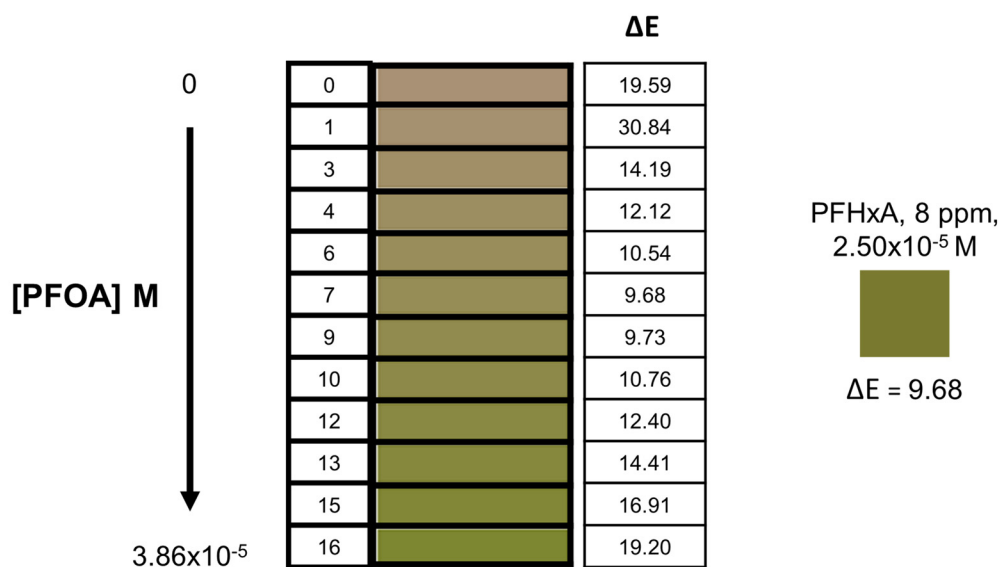 ΔE
0
0 19.59
1 30.84
3 14.19
4 12.12
6 10.54
7 9.68
9 9.73
10 10.76
12 12.40
13 14.41
15 16.91
16 19.20
[PFOA] M
3.86x10⁻⁵
PFHxA, 8 ppm,
2.50x10⁻⁵ M
ΔE = 9.68